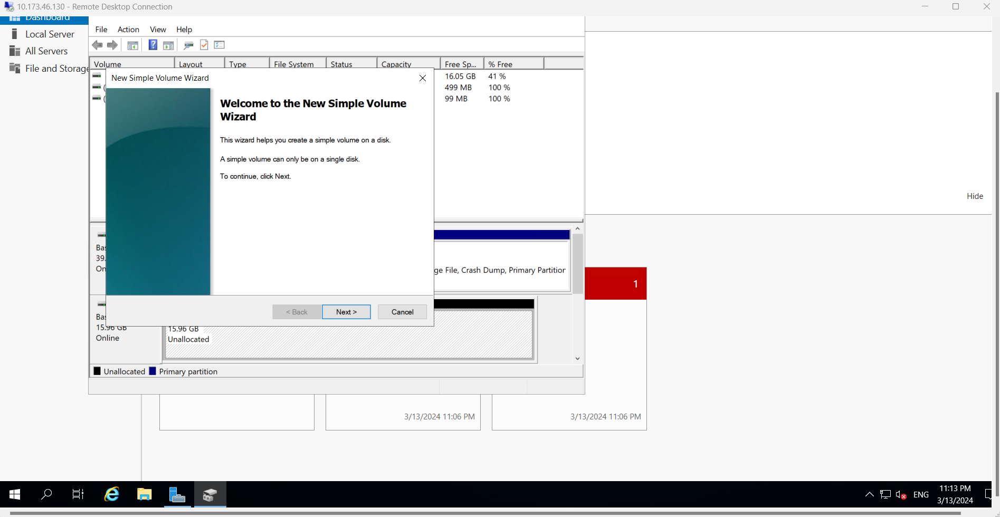 10.173.46.130 - Remote Desktop Connection
Dashboard
Local Server
All Servers
File and Storage
File Action View Help
Volume Layout Type File System Status Capacity Free Sp... % Free
16.05 GB 41 %
( 499 MB 100 %
( 99 MB 100 %
New Simple Volume Wizard
Welcome to the New Simple Volume
Wizard
This wizard helps you create a simple volume on a disk.
A simple volume can only be on a single disk.
To continue, click Next.
< Back Next > Cancel
Hide
Bas
39.
On
ge File, Crash Dump, Primary Partition
1
Bas
15.96 GB
Online
15.96 GB
Unallocated
Unallocated Primary partition
3/13/2024 11:06 PM
3/13/2024 11:06 PM
ENG
11:13 PM
3/13/2024